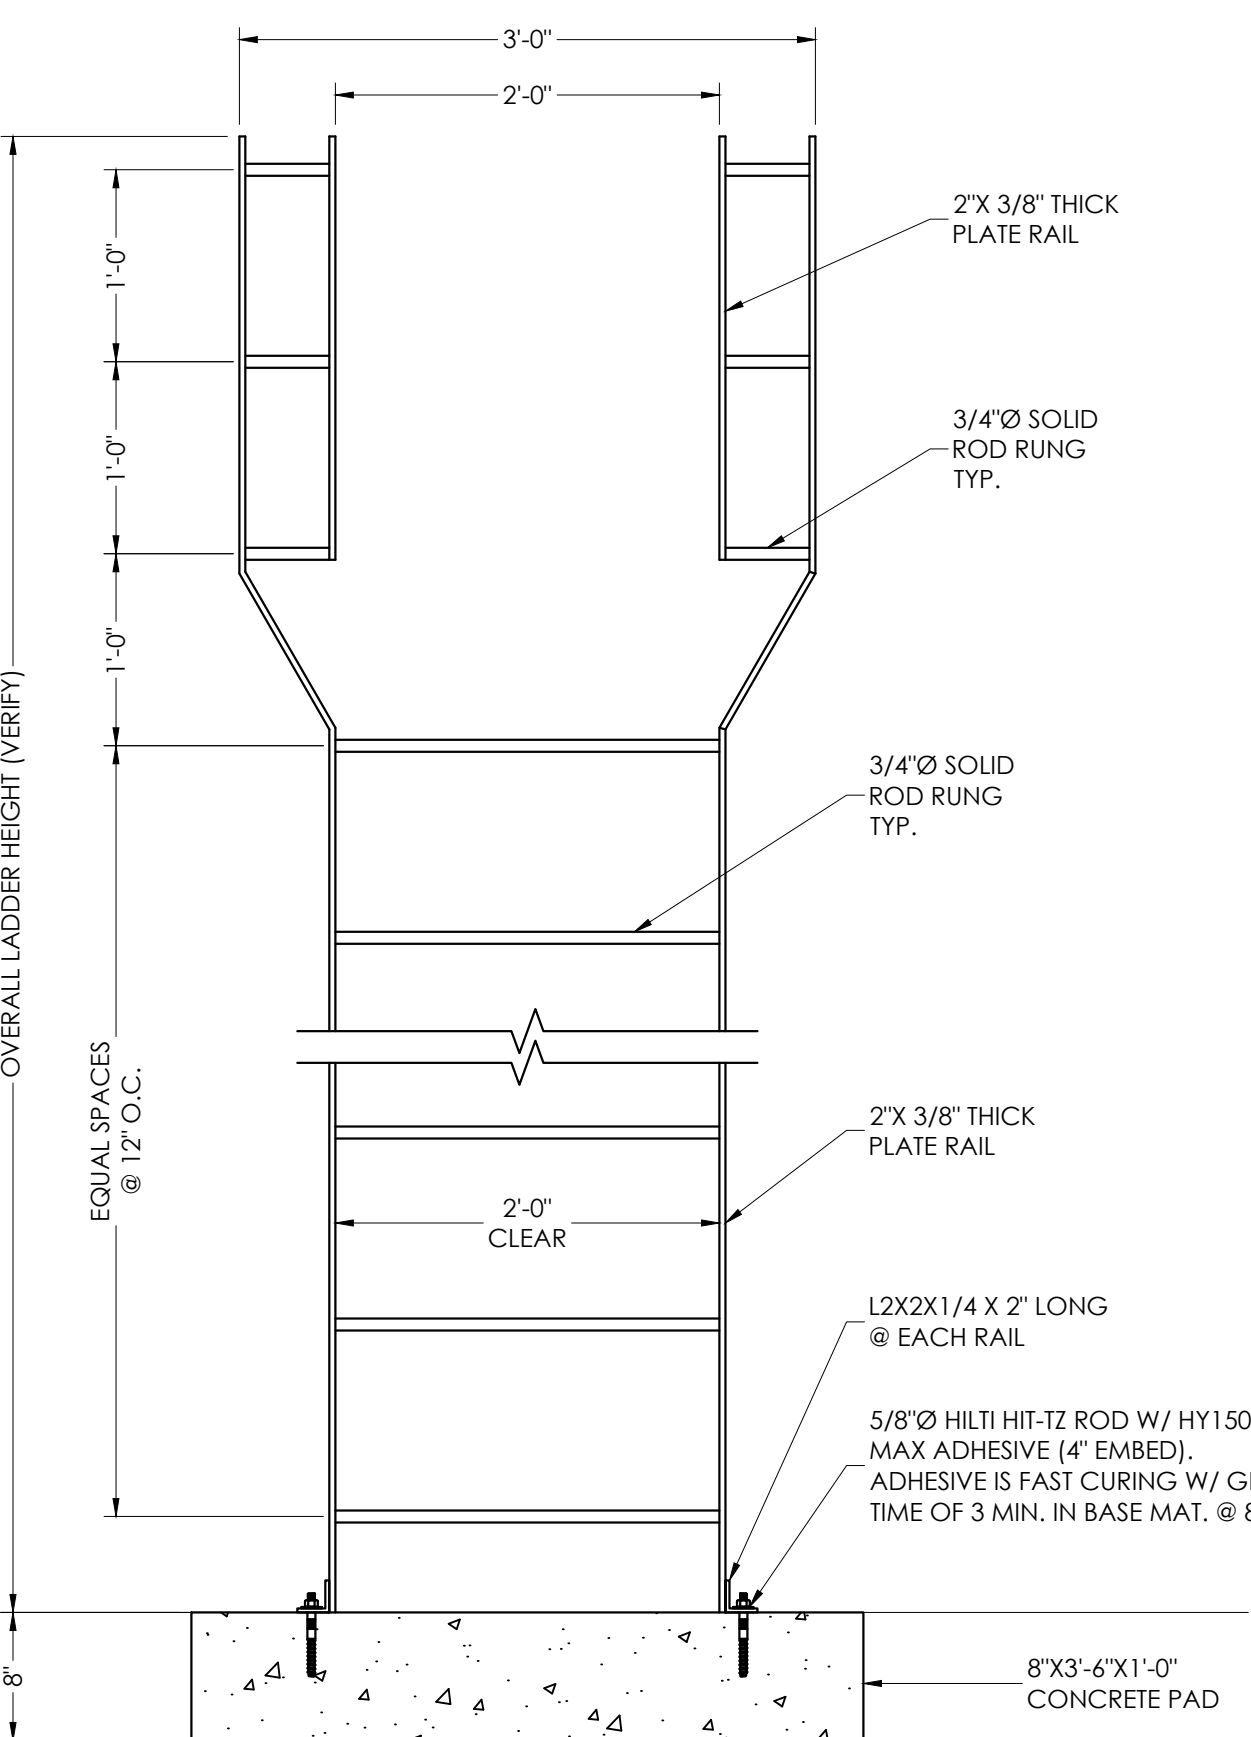 3'-0"
2'-0"
2"X 3/8" THICK
PLATE RAIL
1'-0"
3/4"Ø SOLID
ROD RUNG
TYP.
1'-0"
1'-0"
OVERALL LADDER HEIGHT (VERIFY)
3/4"Ø SOLID
ROD RUNG
TYP.
EQUAL SPACES
@ 12" O.C.
2"X 3/8" THICK
PLATE RAIL
2'-0"
CLEAR
L2X2X1/4 X 2" LONG
@ EACH RAIL
5/8"Ø HILTI HIT-TZ ROD W/ HY150
MAX ADHESIVE (4" EMBED).
ADHESIVE IS FAST CURING W/
TIME OF 3 MIN. IN BASE MAT. @
8"
8"X3'-6"X1'-0"
CONCRETE PAD